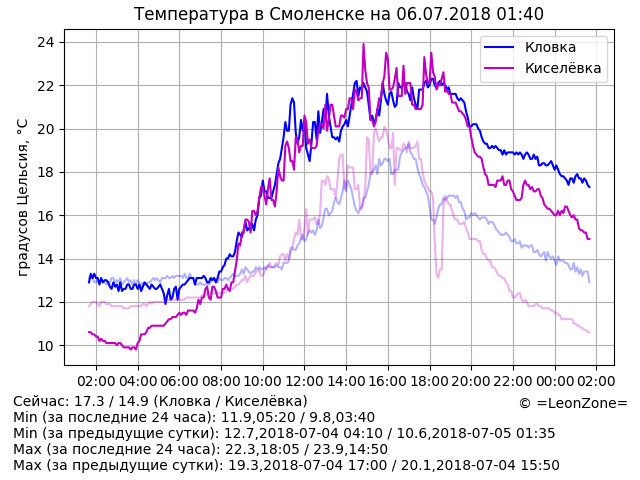 Температура в Смоленске на 06.07.2018 01:40
Кловка
Киселёвка
градусов Цельсия, °C
24
22
20
18
16
14
12
10
02:00 04:00 06:00 08:00 10:00 12:00 14:00 16:00 18:00 20:00 22:00 00:00 02:00
Сейчас: 17.3 / 14.9 (Кловка / Киселёвка)
© =LeonZone=
Min (за последние 24 часа): 11.9,05:20 / 9.8,03:40
Min (за предыдущие сутки): 12.7,2018-07-04 04:10 / 10.6,2018-07-05 01:35
Max (за последние 24 часа): 22.3,18:05 / 23.9,14:50
Max (за предыдущие сутки): 19.3,2018-07-04 17:00 / 20.1,2018-07-04 15:50